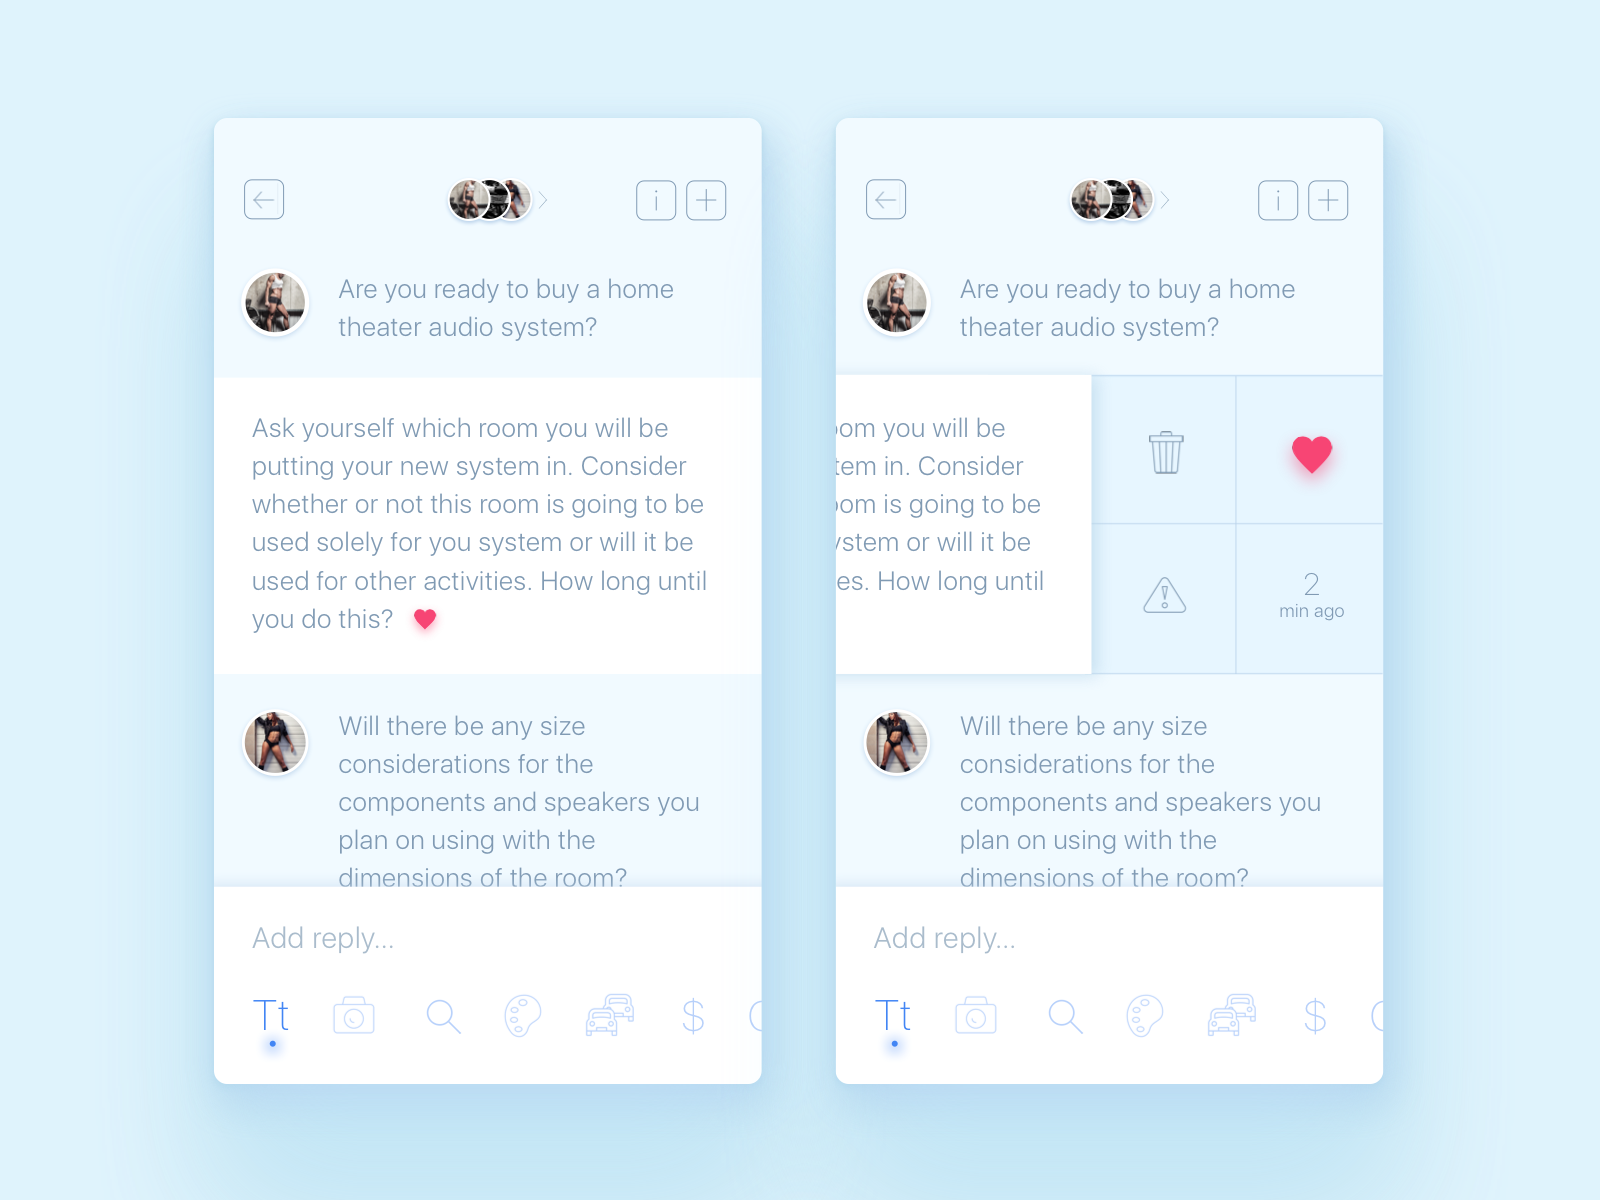 i
Are you ready to buy a home
theater audio system?
Ask yourself which room you will be
putting your new system in. Consider
whether or not this room is going to be
used solely for you system or will it be
used for other activities. How long until
you do this?
Will there be any size
considerations for the
components and speakers you
plan on using with the
dimensions of the room?
Add reply...
Tt
$
i
Are you ready to buy a home
theater audio system?
oom you will be
tem in. Consider
oom is going to be
ystem or will it be
es. How long until
2
min ago
Will there be any size
considerations for the
components and speakers you
plan on using with the
dimensions of the room?
Add reply...
Tt
$